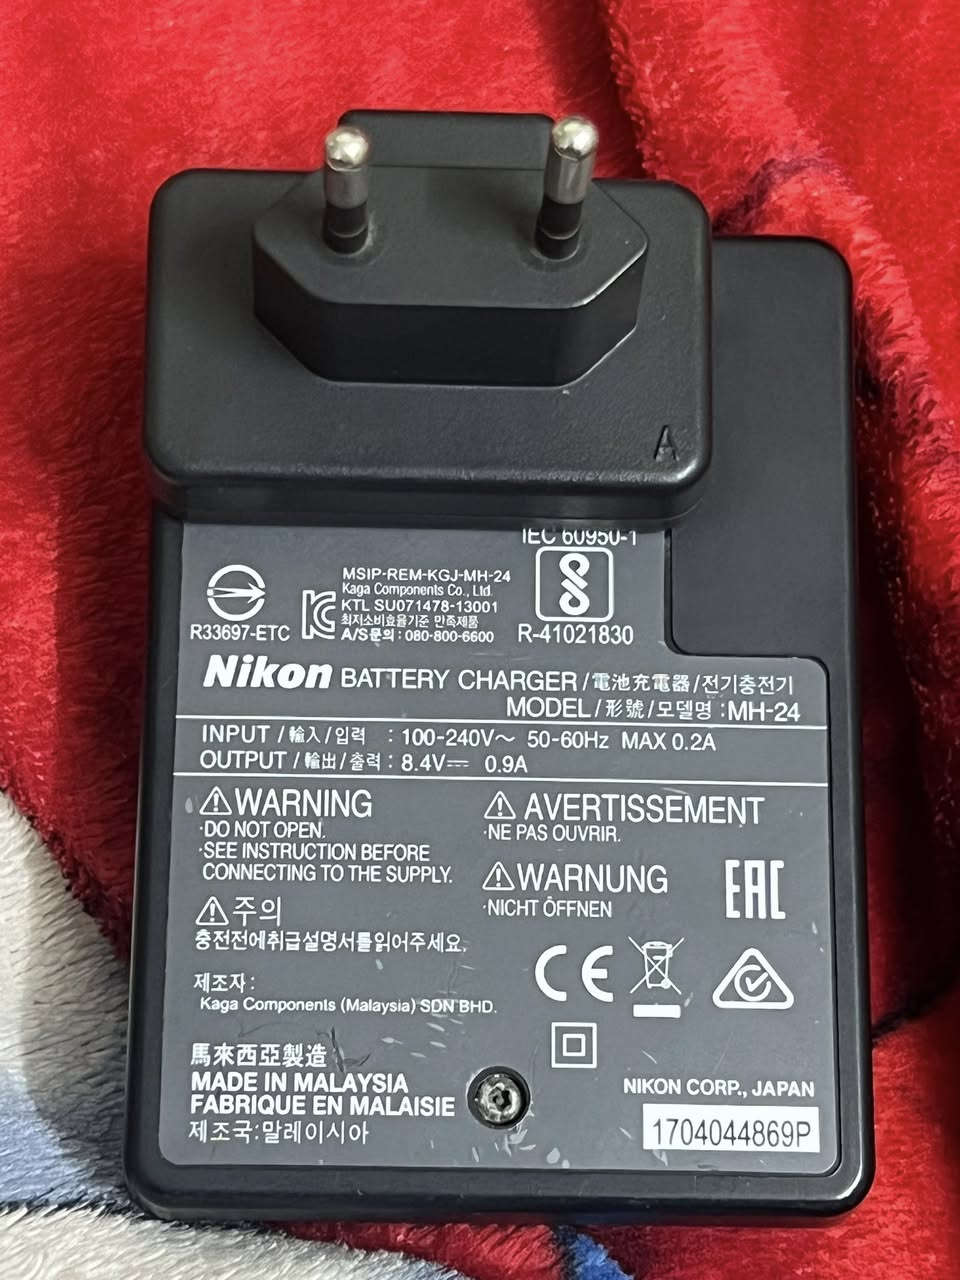 A
IEC 60950-1
R33697-ETC
MSIP-REM-KGJ-MH-24
Kaga Components Co., Ltd.
KTL SU071478-13001
최저소비효율기준 만족제품
A/S문의 : 080-800-6600
R-41021830
Nikon BATTERY CHARGER / 電池充電器 / 전기충전기
MODEL / 形號 / 모델명 : MH-24
INPUT / 輸入 / 입력 : 100-240V～ 50-60Hz MAX 0.2A
OUTPUT / 輸出 / 출력 : 8.4V⎓ 0.9A
⚠WARNING
·DO NOT OPEN.
·SEE INSTRUCTION BEFORE
CONNECTING TO THE SUPPLY.
⚠주의
충전전에취급설명서를읽어주세요.
제조자 :
Kaga Components (Malaysia) SDN BHD.
⚠ AVERTISSEMENT
·NE PAS OUVRIR.
⚠WARNUNG
·NICHT ÖFFNEN
EAC
CE
馬來西亞製造
MADE IN MALAYSIA
FABRIQUE EN MALAISIE
제조국:말레이시아
NIKON CORP., JAPAN
1704044869P